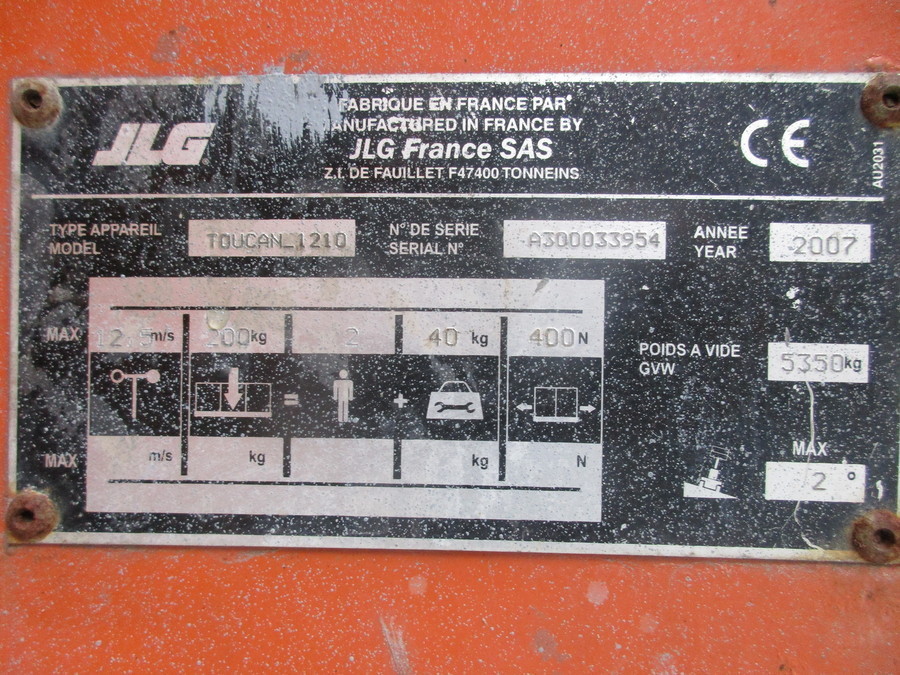 JLG
FABRIQUE EN FRANCE PAR
MANUFACTURED IN FRANCE BY
JLG France SAS
Z.I. DE FAUILLET F47400 TONNEINS
CE
AU2031
TYPE APPAREIL
MODEL
TOUCAN_1210
N° DE SERIE
SERIAL N°
A300033954
ANNEE
YEAR
2007
MAX 12,5 m/s 200 kg 2 40 kg 400 N
= +
MAX m/s kg kg N
POIDS A VIDE
GVW
5350 kg
MAX
2 °